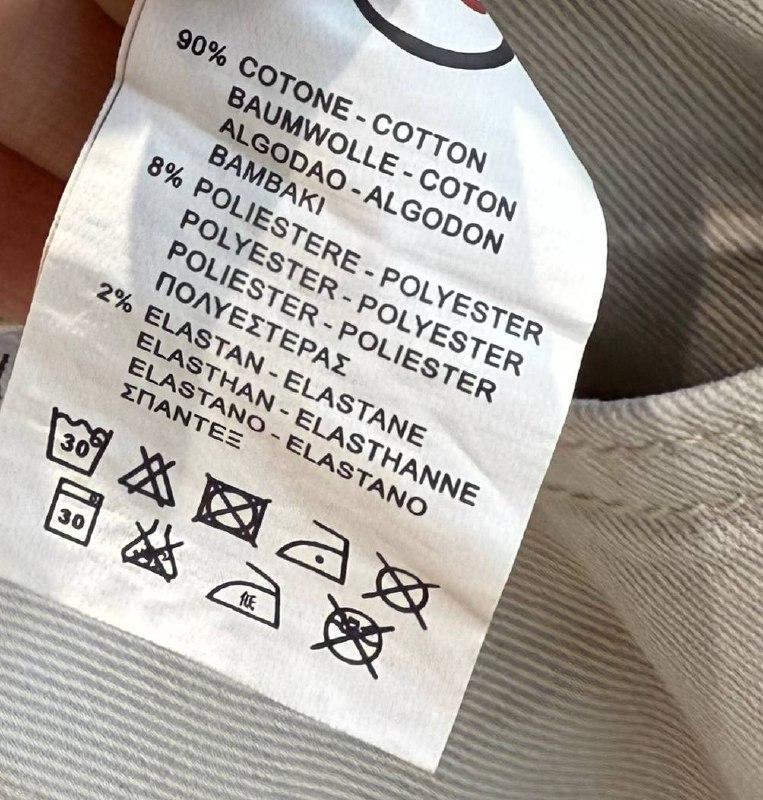 90% COTONE - COTTON
BAUMWOLLE - COTON
ALGODAO - ALGODON
BAMBAKI
8% POLIESTERE - POLYESTER
POLYESTER - POLYESTER
POLIESTER - POLIESTER
ΠΟΛΥΕΣΤΕΡΑΣ
2% ELASTAN - ELASTANE
ELASTHAN - ELASTHANNE
ELASTANO - ELASTANO
ΣΠΑΝΤΕΞ
30
30
低